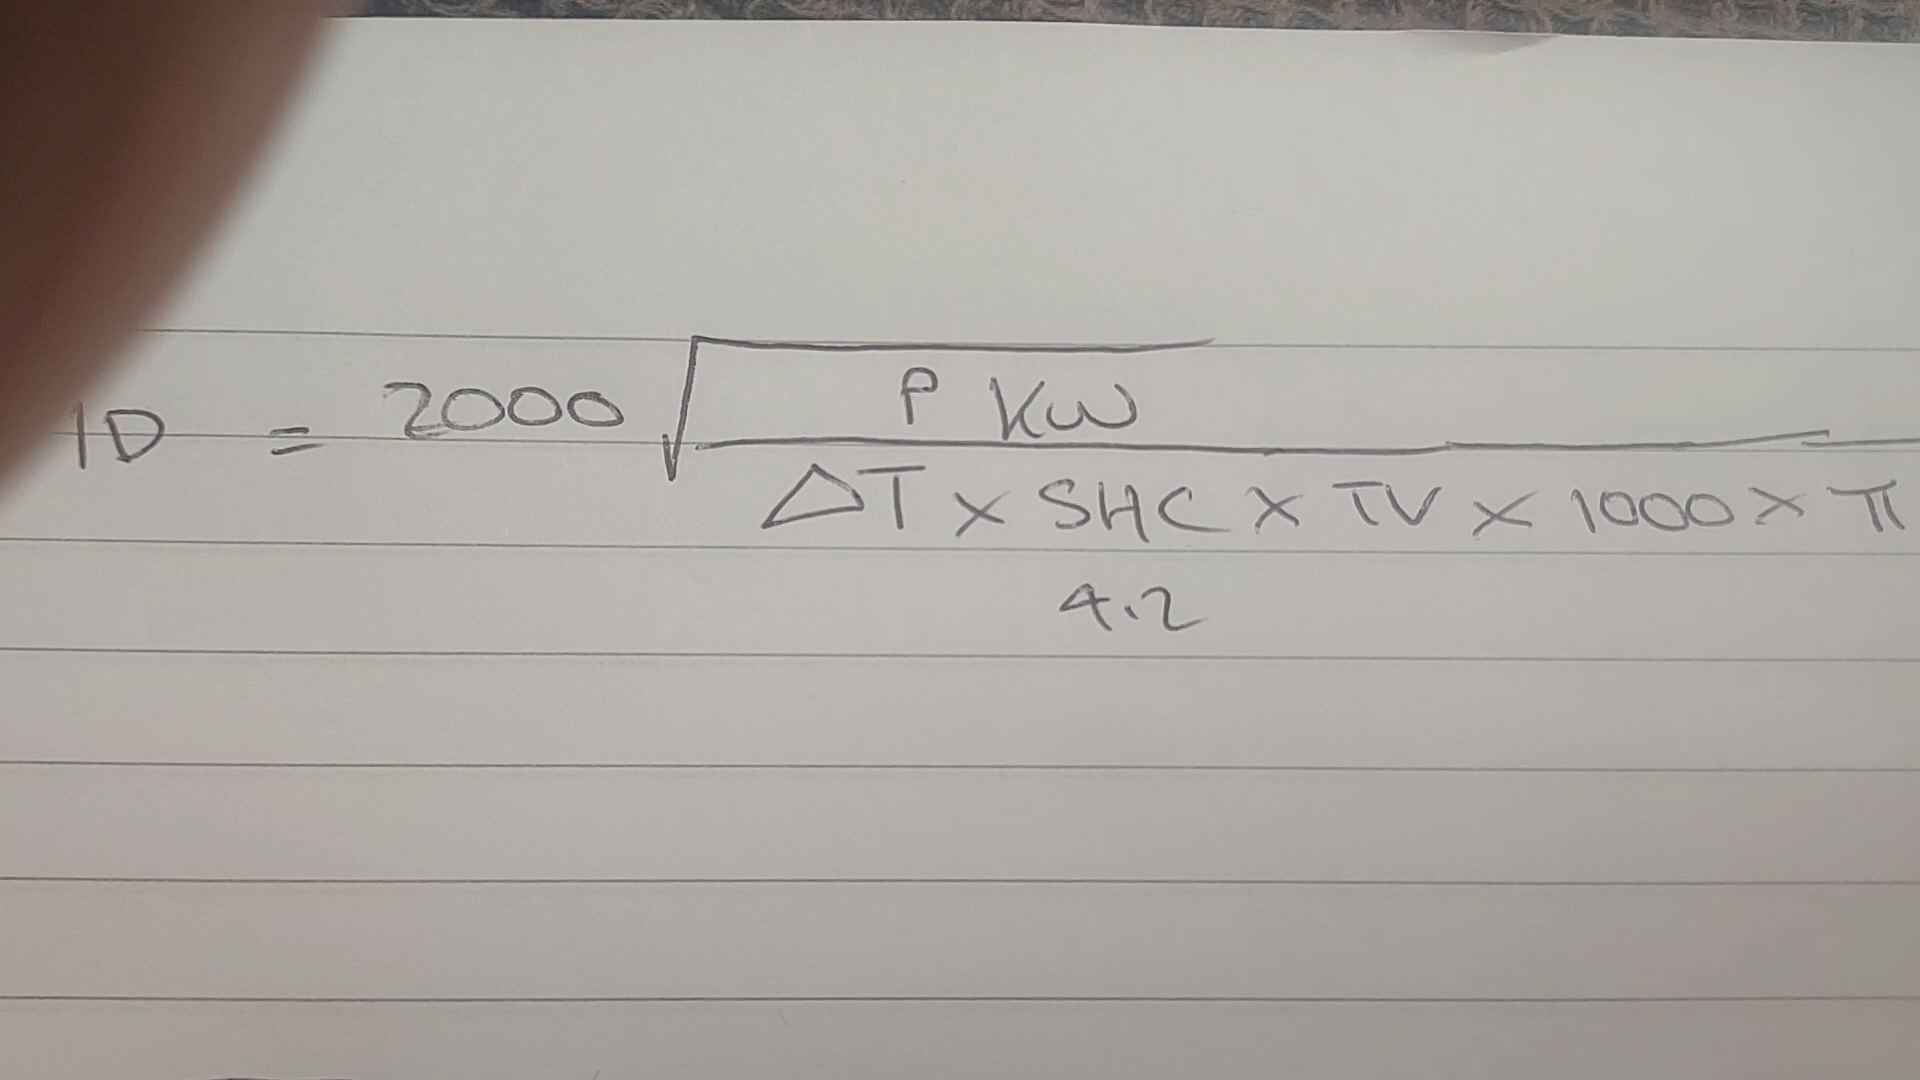 ID = 2000 √ P KW
ΔT × SHC × TV × 1000 × π
4.2